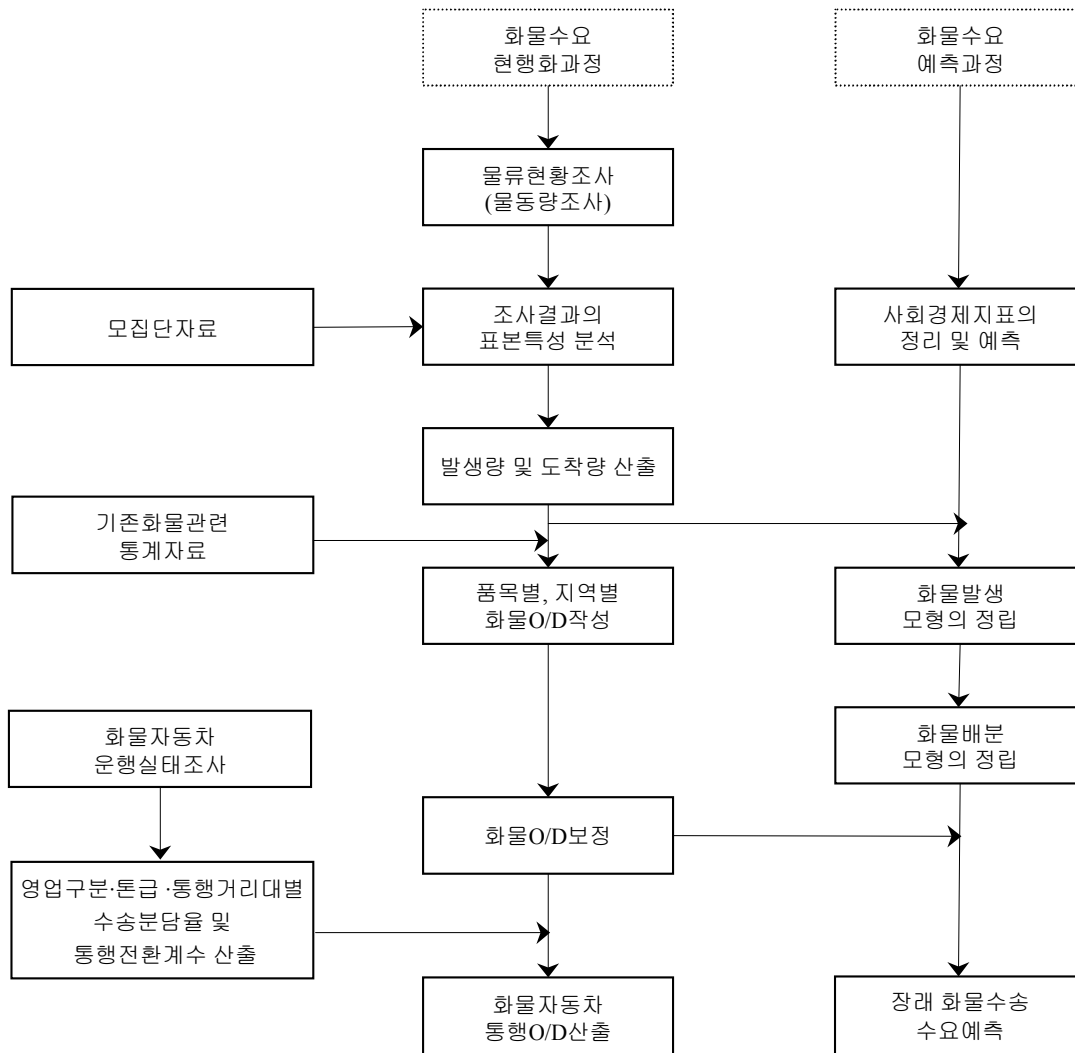 화물수요
현행화과정
화물수요
예측과정
물류현황조사
(물동량조사)
모집단자료
조사결과의
표본특성 분석
사회경제지표의
정리 및 예측
발생량 및 도착량 산출
기존화물관련
통계자료
품목별, 지역별
화물O/D작성
화물발생
모형의 정립
화물자동차
운행실태조사
화물배분
모형의 정립
화물O/D보정
영업구분·톤급 ·통행거리대별
수송분담율 및
통행전환계수 산출
화물자동차
통행O/D산출
장래 화물수송
수요예측